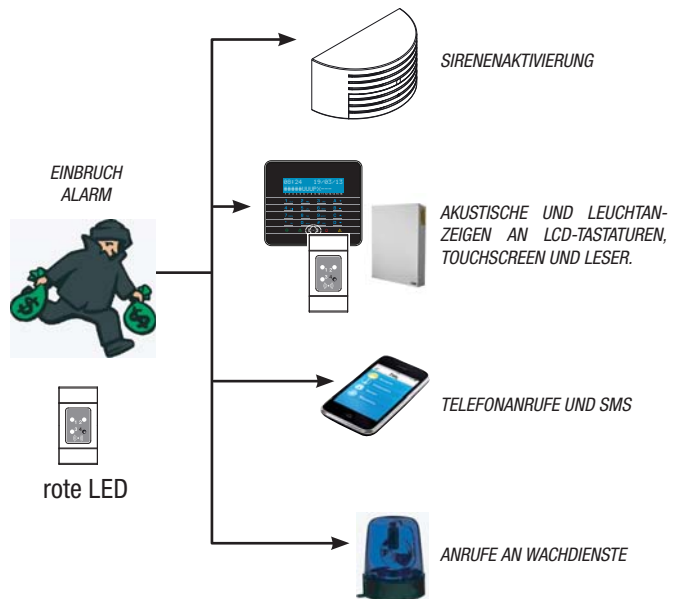 SIRENENAKTIVIERUNG
EINBRUCH
ALARM
AKUSTISCHE UND LEUCHTAN-
ZEIGEN AN LCD-TASTATUREN,
TOUCHSCREEN UND LESER.
TELEFONANRUFE UND SMS
rote LED
ANRUFE AN WACHDIENSTE